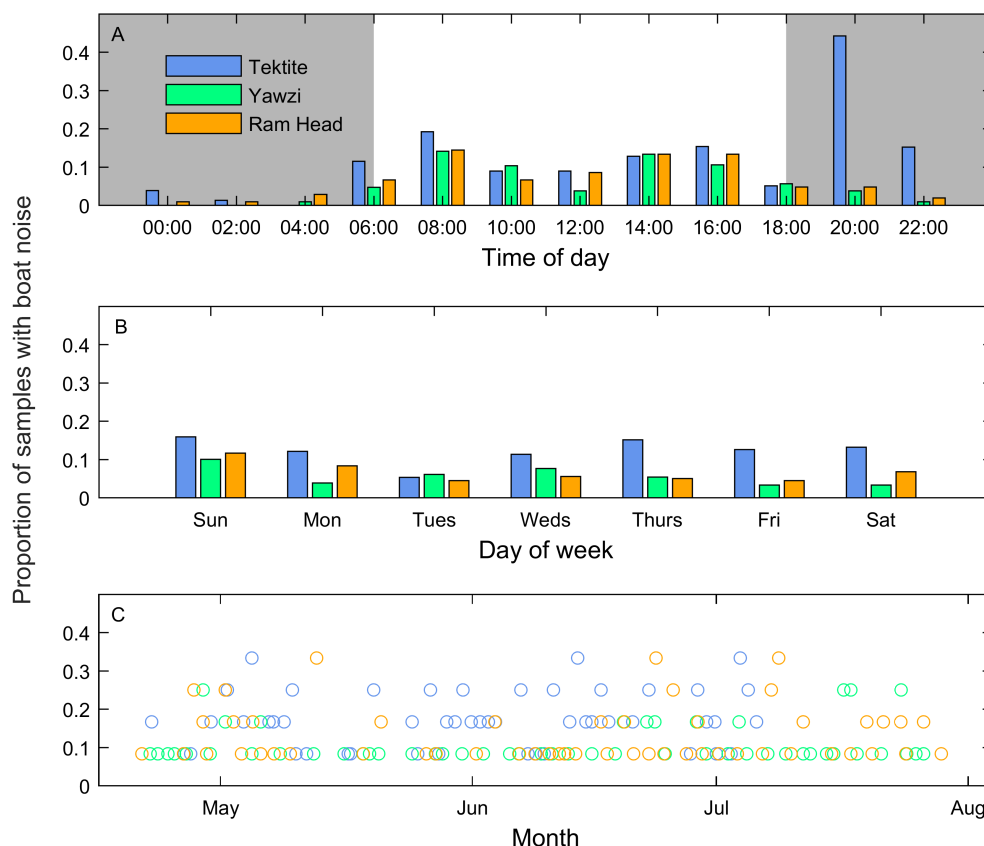 Proportion of samples with boat noise
A
Tektite
Yawzi
Ram Head
0.4
0.3
0.2
0.1
0
00:00 02:00 04:00 06:00 08:00 10:00 12:00 14:00 16:00 18:00 20:00 22:00
Time of day
B
0.4
0.3
0.2
0.1
0
Sun Mon Tues Weds Thurs Fri Sat
Day of week
C
0.4
0.3
0.2
0.1
0
May Jun Jul Aug
Month